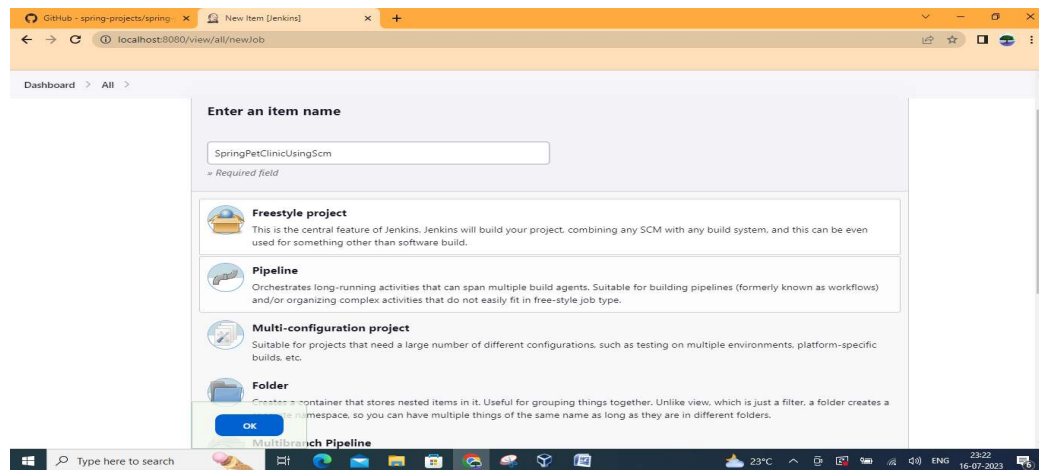 GitHub - spring-projects/spring-
New Item [Jenkins]
localhost:8080/view/all/newJob
Dashboard > All >
Enter an item name
SpringPetClinicUsingScm
» Required field
Freestyle project
This is the central feature of Jenkins. Jenkins will build your project, combining any SCM with any build system, and this can be even
used for something other than software build.
Pipeline
Orchestrates long-running activities that can span multiple build agents. Suitable for building pipelines (formerly known as workflows)
and/or organizing complex activities that do not easily fit in free-style job type.
Multi-configuration project
Suitable for projects that need a large number of different configurations, such as testing on multiple environments, platform-specific
builds, etc.
Folder
Creates a container that stores nested items in it. Useful for grouping things together. Unlike view, which is just a filter, a folder creates a
namespace, so you can have multiple things of the same name as long as they are in different folders.
OK
Multibranch Pipeline
Type here to search
23°C
ENG
23:22
16-07-2023